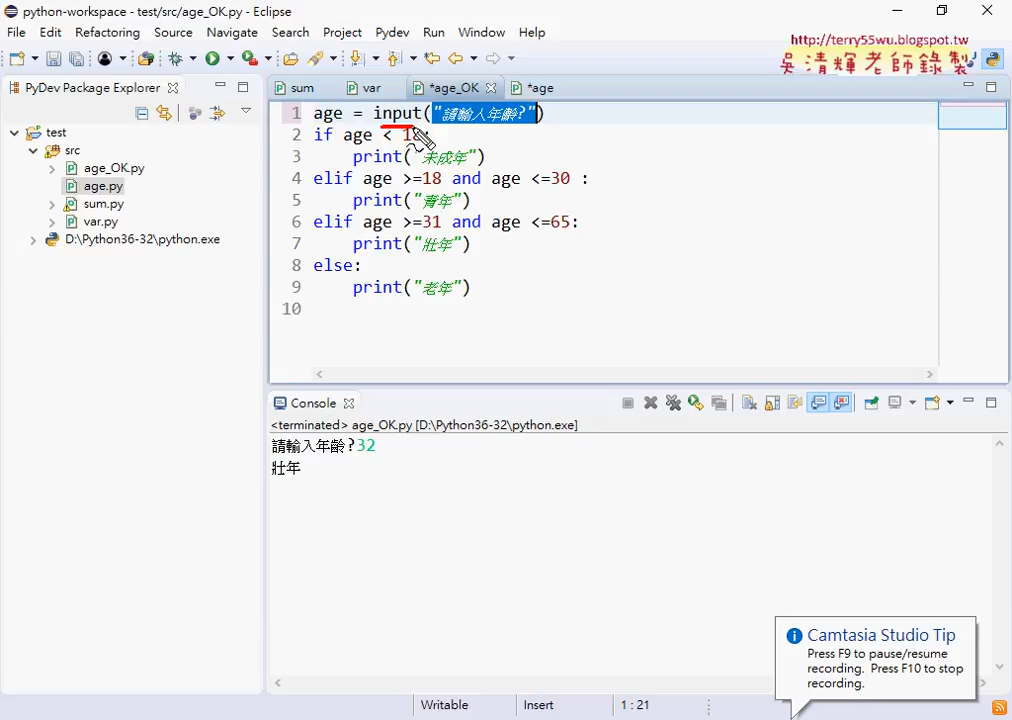 python-workspace - test/src/age_OK.py - Eclipse
File Edit Refactoring Source Navigate Search Project Pydev Run Window Help
http://terry55wu.blogspot.tw
吳清輝老師錄製
PyDev Package Explorer
sum var *age_OK *age
test
src
age_OK.py
age.py
sum.py
var.py
D:\Python36-32\python.exe
1 age = input("請輸入年齡?")
2 if age < 18:
3 print("未成年")
4 elif age >=18 and age <=30 :
5 print("青年")
6 elif age >=31 and age <=65:
7 print("壯年")
8 else:
9 print("老年")
10
Console
<terminated> age_OK.py [D:\Python36-32\python.exe]
請輸入年齡?32
壯年
Camtasia Studio Tip
Press F9 to pause/resume
recording. Press F10 to stop
recording.
Writable Insert 1 : 21